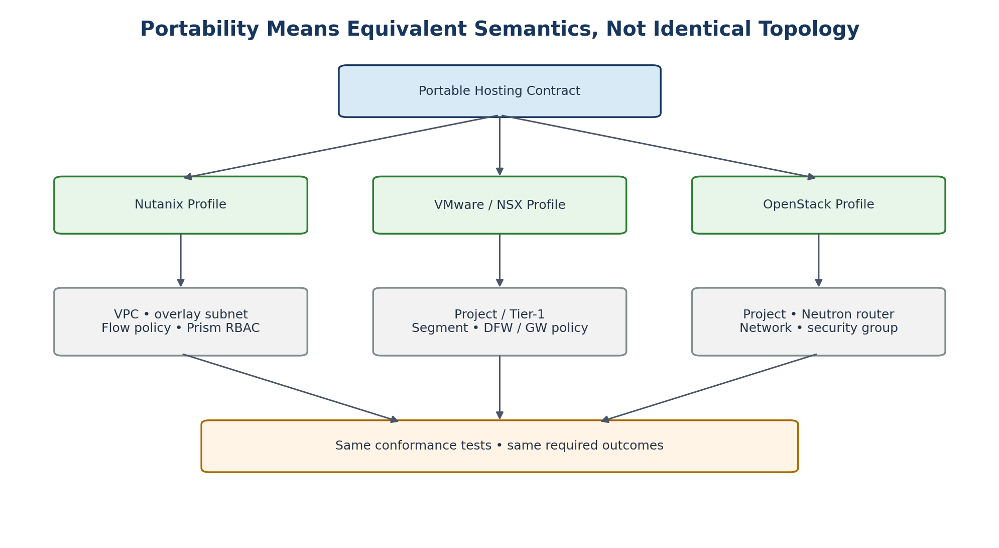 Portability Means Equivalent Semantics, Not Identical Topology
Portable Hosting Contract
Nutanix Profile
VMware / NSX Profile
OpenStack Profile
VPC • overlay subnet
Flow policy • Prism RBAC
Project / Tier-1
Segment • DFW / GW policy
Project • Neutron router
Network • security group
Same conformance tests • same required outcomes